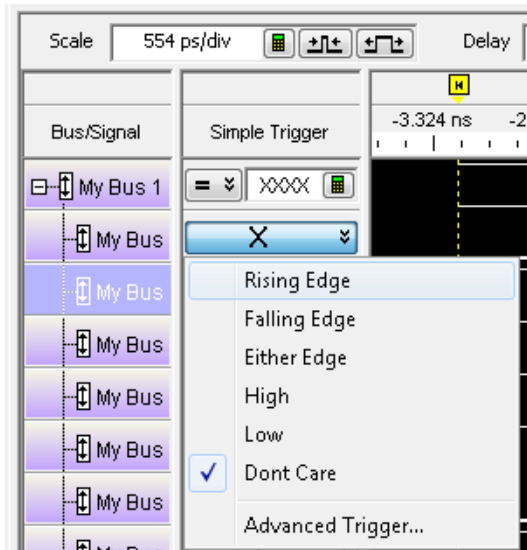 Scale 554 ps/div Delay
H
-3.324 ns -2
Bus/Signal Simple Trigger
My Bus 1 = XXXX
My Bus X
My Bus Rising Edge
Falling Edge
My Bus Either Edge
My Bus High
My Bus Low
Dont Care
My Bus Advanced Trigger...